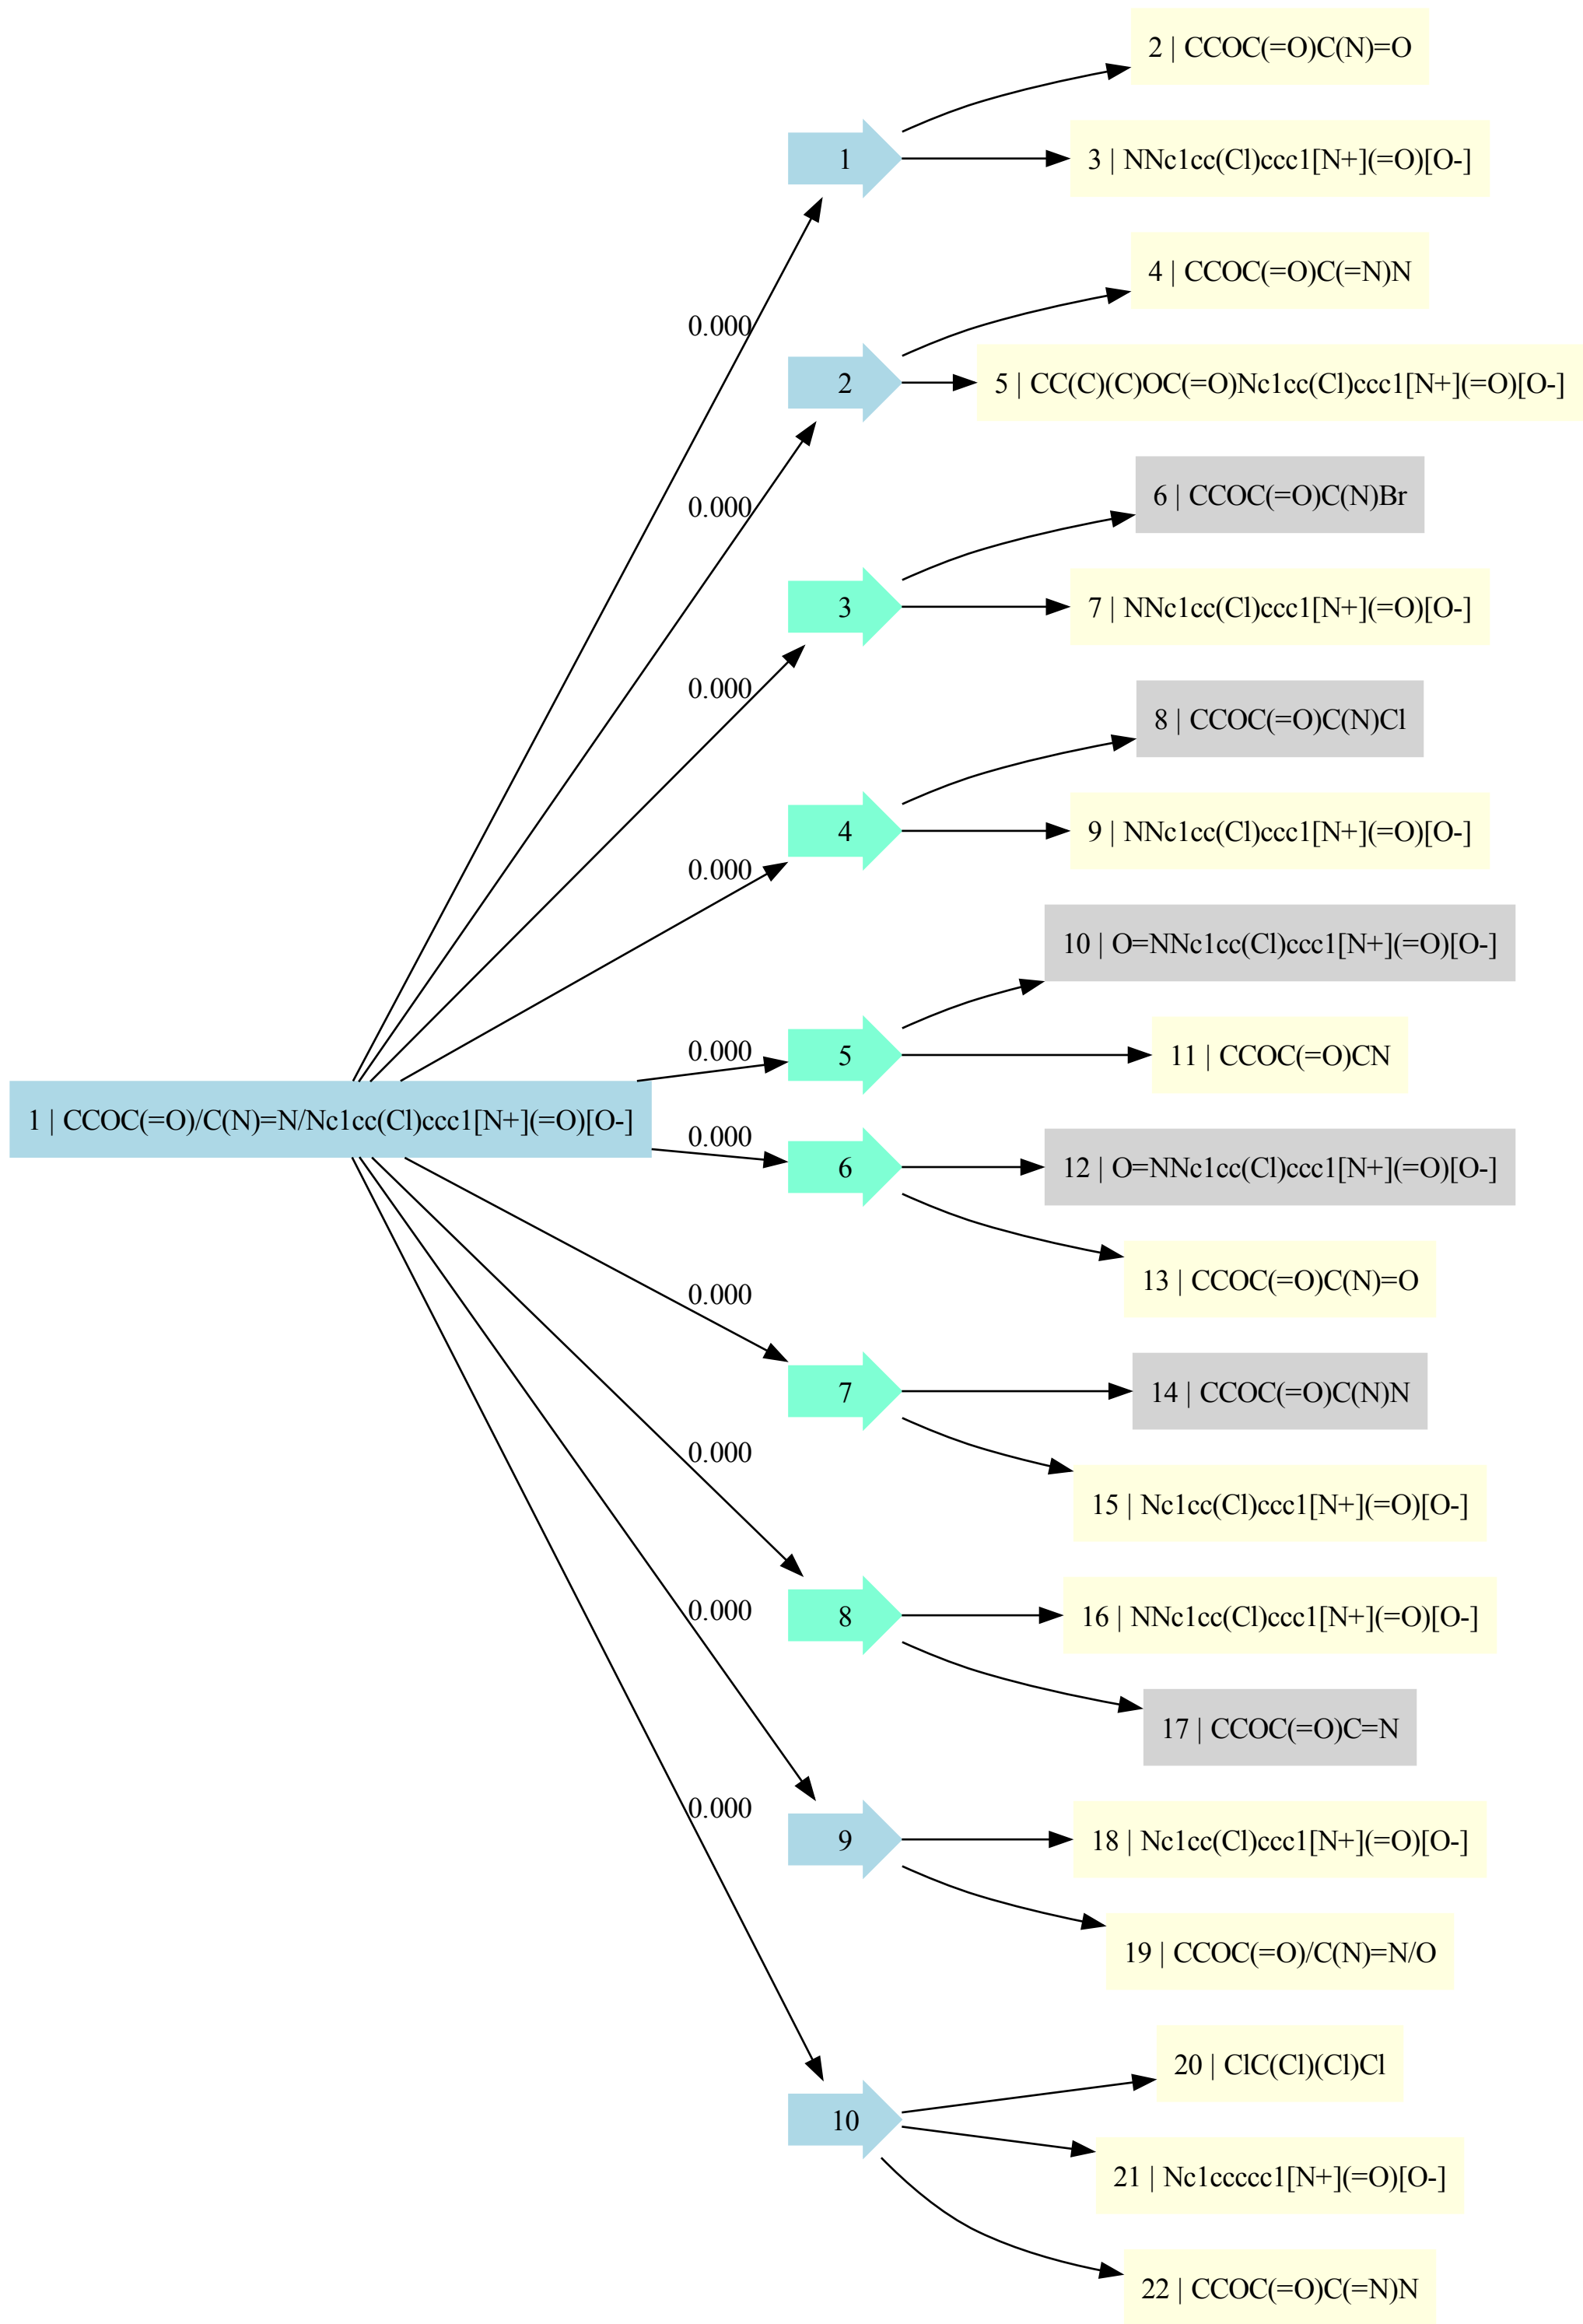 2 | CCOC(=O)C(N)=O
1
3 | NNc1cc(Cl)ccc1[N+](=O)[O-]
4 | CCOC(=O)C(=N)N
0.000
2
5 | CC(C)(C)OC(=O)Nc1cc(Cl)ccc1[N+](=O)[O-]
6 | CCOC(=O)C(N)Br
0.000
3
7 | NNc1cc(Cl)ccc1[N+](=O)[O-]
0.000
8 | CCOC(=O)C(N)Cl
4
9 | NNc1cc(Cl)ccc1[N+](=O)[O-]
0.000
10 | O=NNc1cc(Cl)ccc1[N+](=O)[O-]
0.000
5
11 | CCOC(=O)CN
1 | CCOC(=O)/C(N)=N/Nc1cc(Cl)ccc1[N+](=O)[O-]
0.000
6
12 | O=NNc1cc(Cl)ccc1[N+](=O)[O-]
13 | CCOC(=O)C(N)=O
0.000
7
14 | CCOC(=O)C(N)N
0.000
15 | Nc1cc(Cl)ccc1[N+](=O)[O-]
0.000
8
16 | NNc1cc(Cl)ccc1[N+](=O)[O-]
17 | CCOC(=O)C=N
0.000
9
18 | Nc1cc(Cl)ccc1[N+](=O)[O-]
19 | CCOC(=O)/C(N)=N/O
20 | ClC(Cl)(Cl)Cl
10
21 | Nc1ccccc1[N+](=O)[O-]
22 | CCOC(=O)C(=N)N